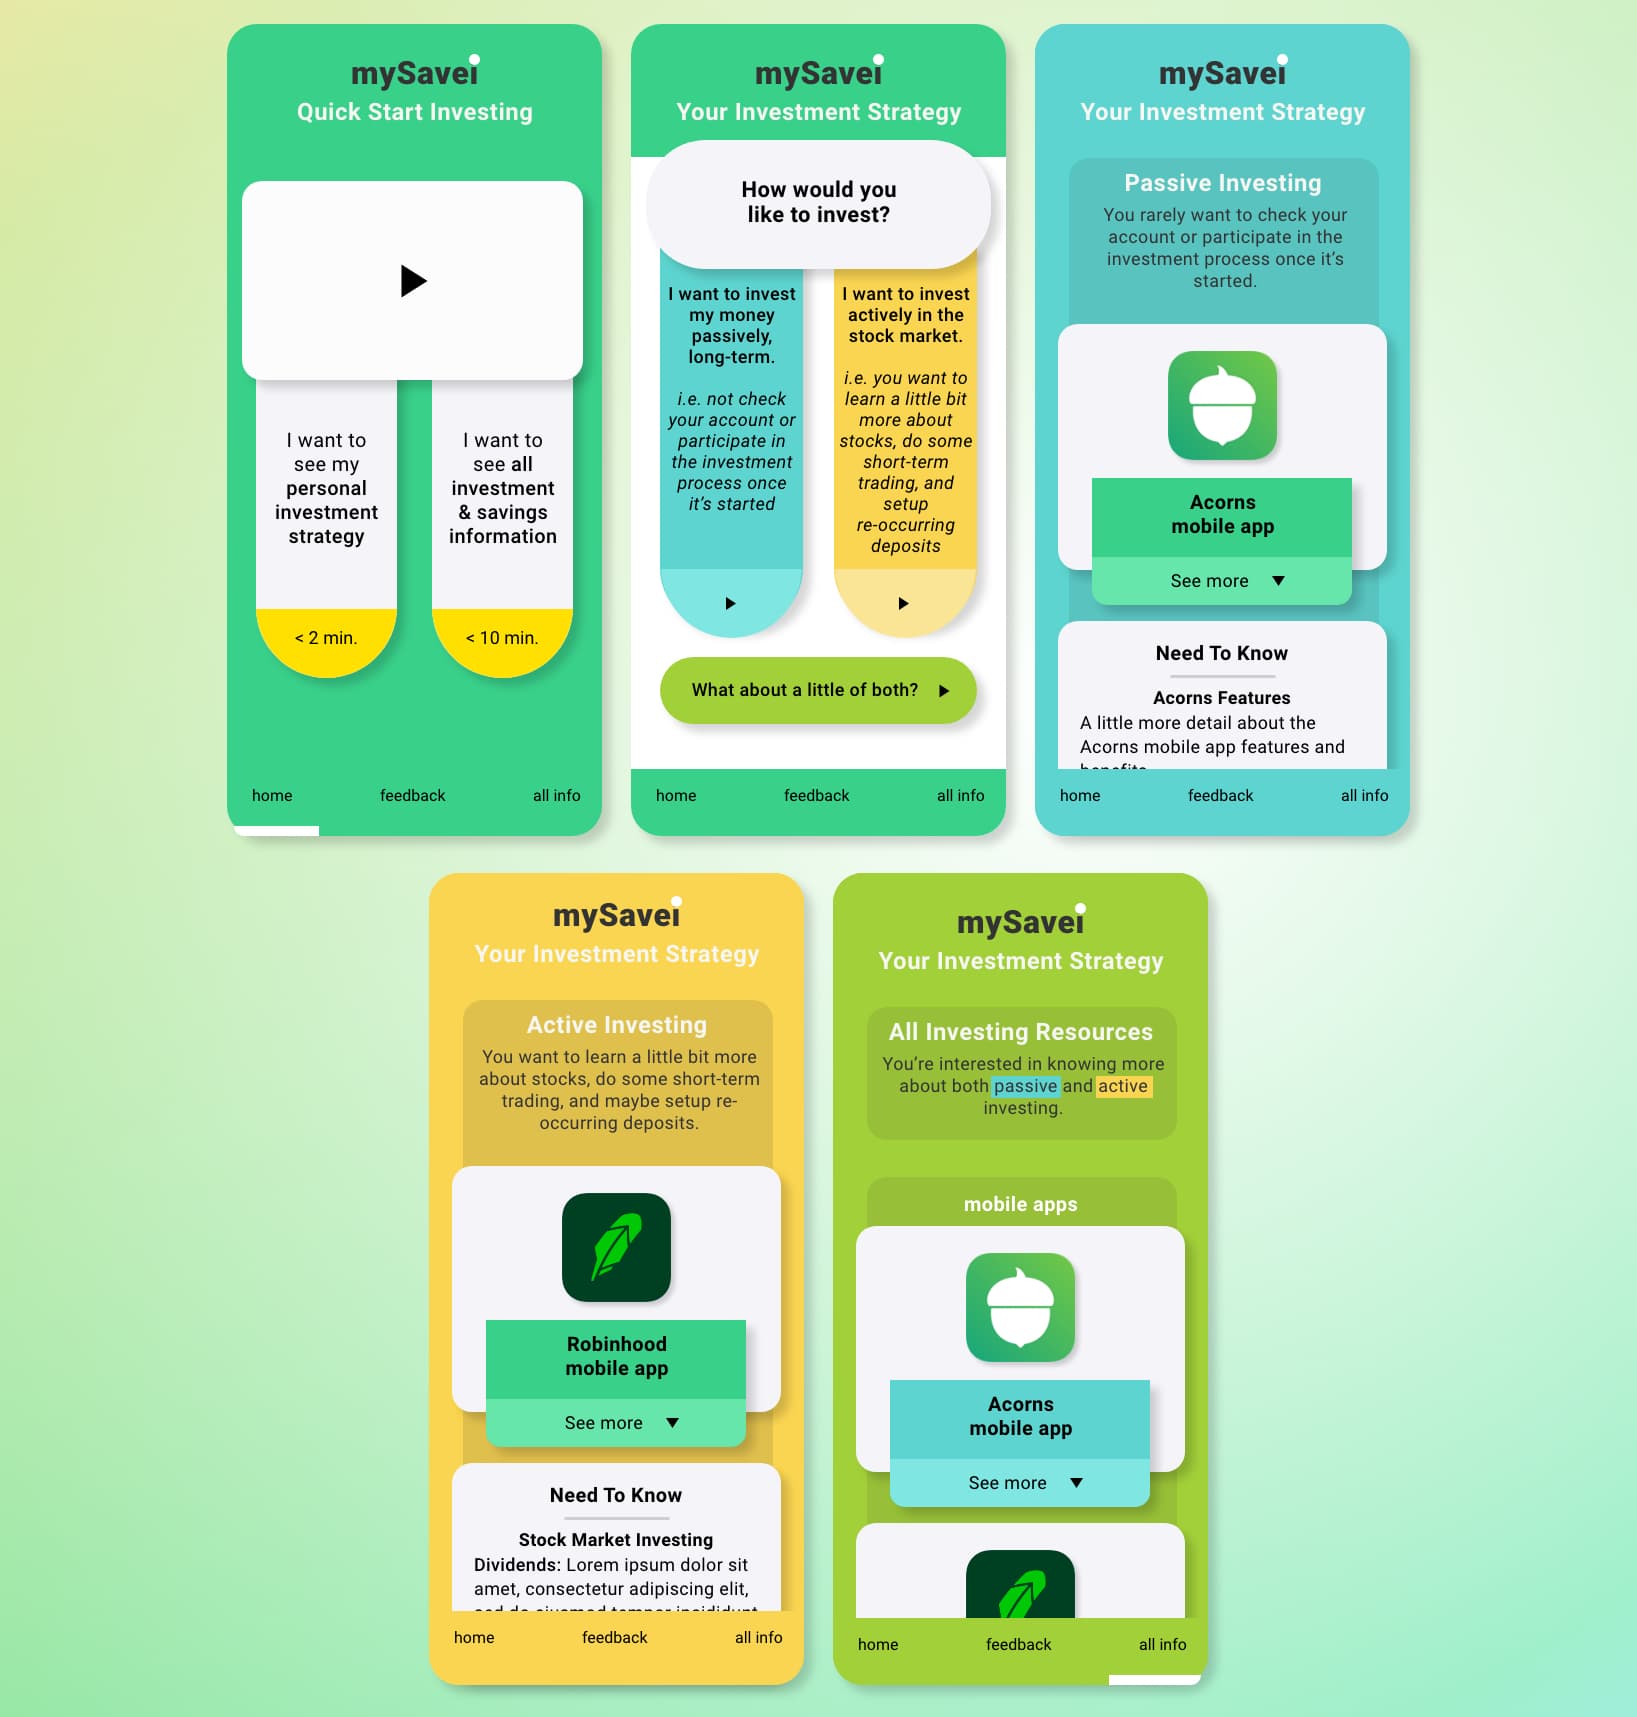 mySavei
Quick Start Investing
I want to
see my
personal
investment
strategy
< 2 min.
I want to
see all
investment
& savings
information
< 10 min.
home feedback all info
mySavei
Your Investment Strategy
How would you
like to invest?
I want to invest
my money
passively,
long-term.
i.e. not check
your account or
participate in
the investment
process once
it's started
I want to invest
actively in the
stock market.
i.e. you want to
learn a little bit
more about
stocks, do some
short-term
trading, and
setup
re-occurring
deposits
What about a little of both?
home feedback all info
mySavei
Your Investment Strategy
Passive Investing
You rarely want to check your
account or participate in the
investment process once it's
started.
Acorns
mobile app
See more
Need To Know
Acorns Features
A little more detail about the
Acorns mobile app features and
benefits
home feedback all info
mySavei
Your Investment Strategy
Active Investing
You want to learn a little bit more
about stocks, do some short-term
trading, and maybe setup re-
occurring deposits.
Robinhood
mobile app
See more
Need To Know
Stock Market Investing
Dividends: Lorem ipsum dolor sit
amet, consectetur adipiscing elit,
sed do eiusmod tempor incididunt
home feedback all info
mySavei
Your Investment Strategy
All Investing Resources
You're interested in knowing more
about both passive and active
investing.
mobile apps
Acorns
mobile app
See more
home feedback all info